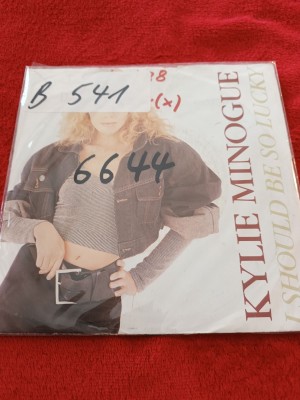 B 541
(x)
6644
KYLIE MINOGUE
I SHOULD BE SO LUCKY